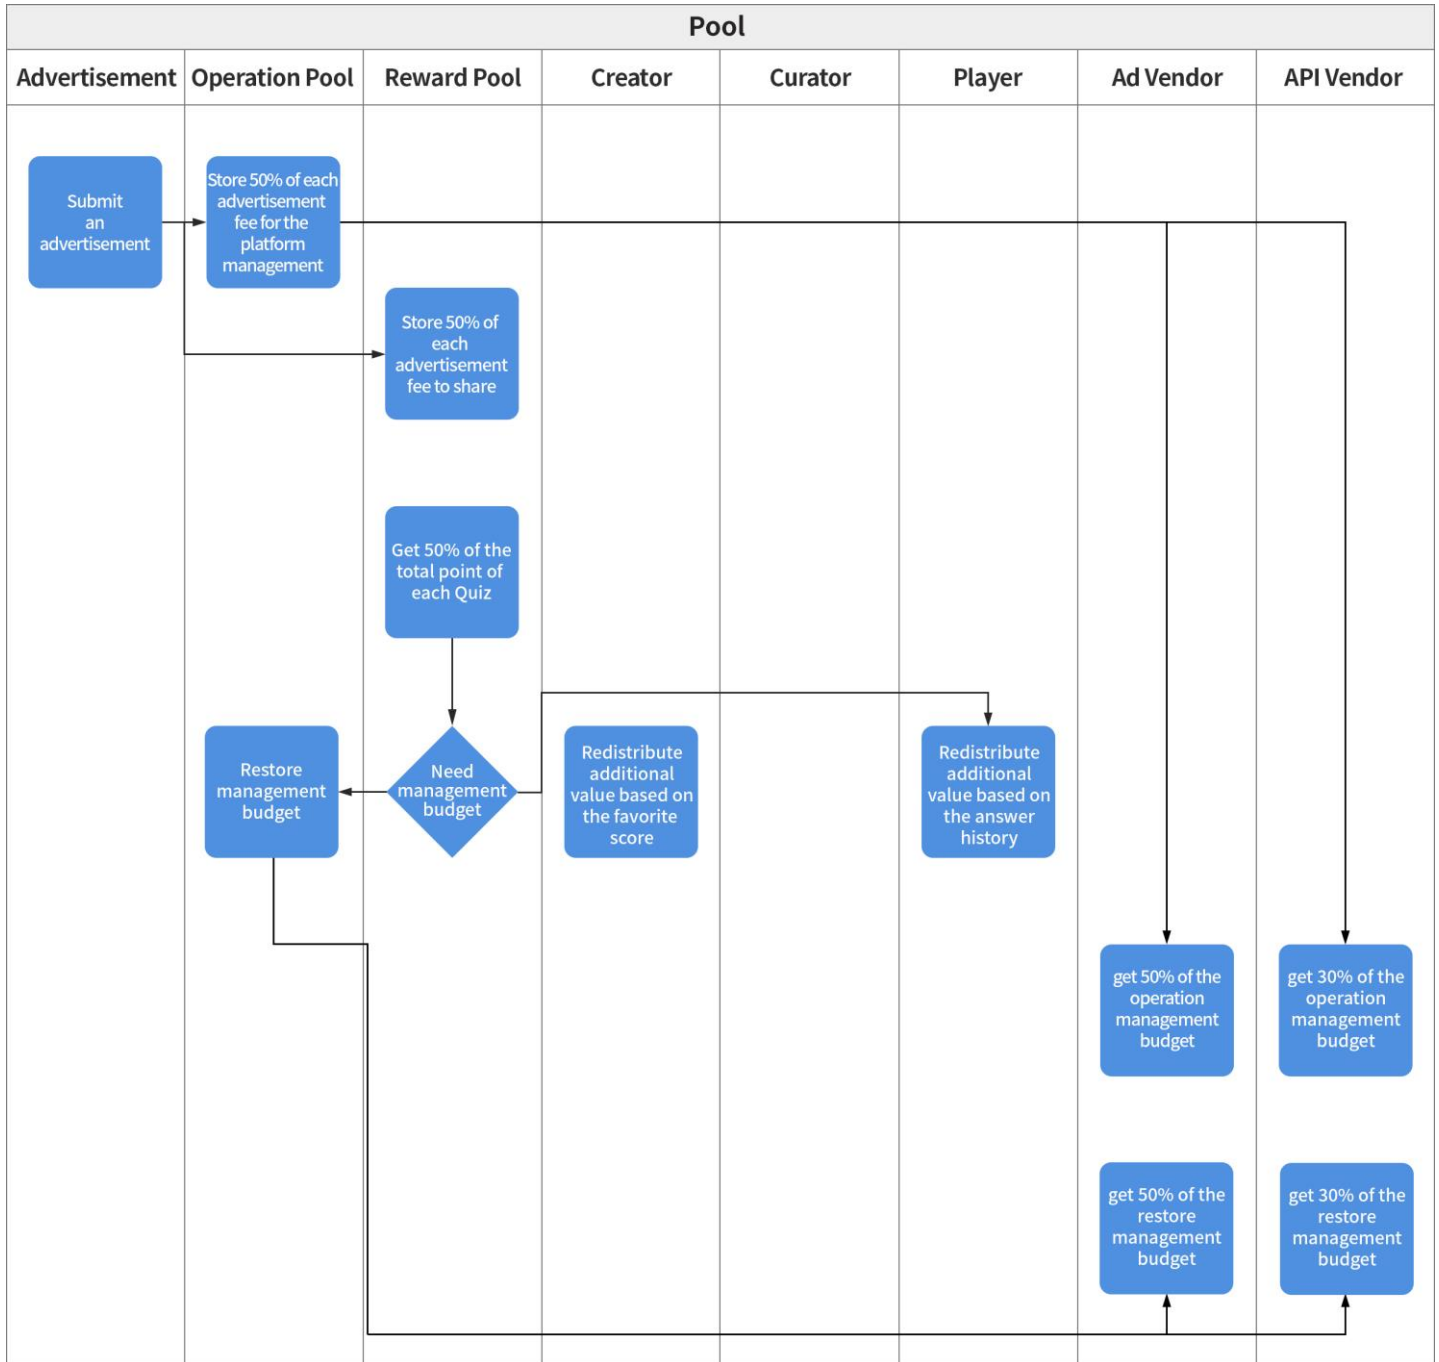 Pool
Advertisement
Operation Pool
Reward Pool
Creator
Curator
Player
Ad Vendor
API Vendor
Submit
an
advertisement
Store 50% of each
advertisement
fee for the
platform
management
Store 50% of
each
advertisement
fee to share
Get 50% of the
total point of
each Quiz
Restore
management
budget
Need
management
budget
Redistribute
additional
value based on
the favorite
score
Redistribute
additional
value based on
the answer
history
get 50% of the
operation
management
budget
get 30% of the
operation
management
budget
get 50% of the
restore
management
budget
get 30% of the
restore
management
budget